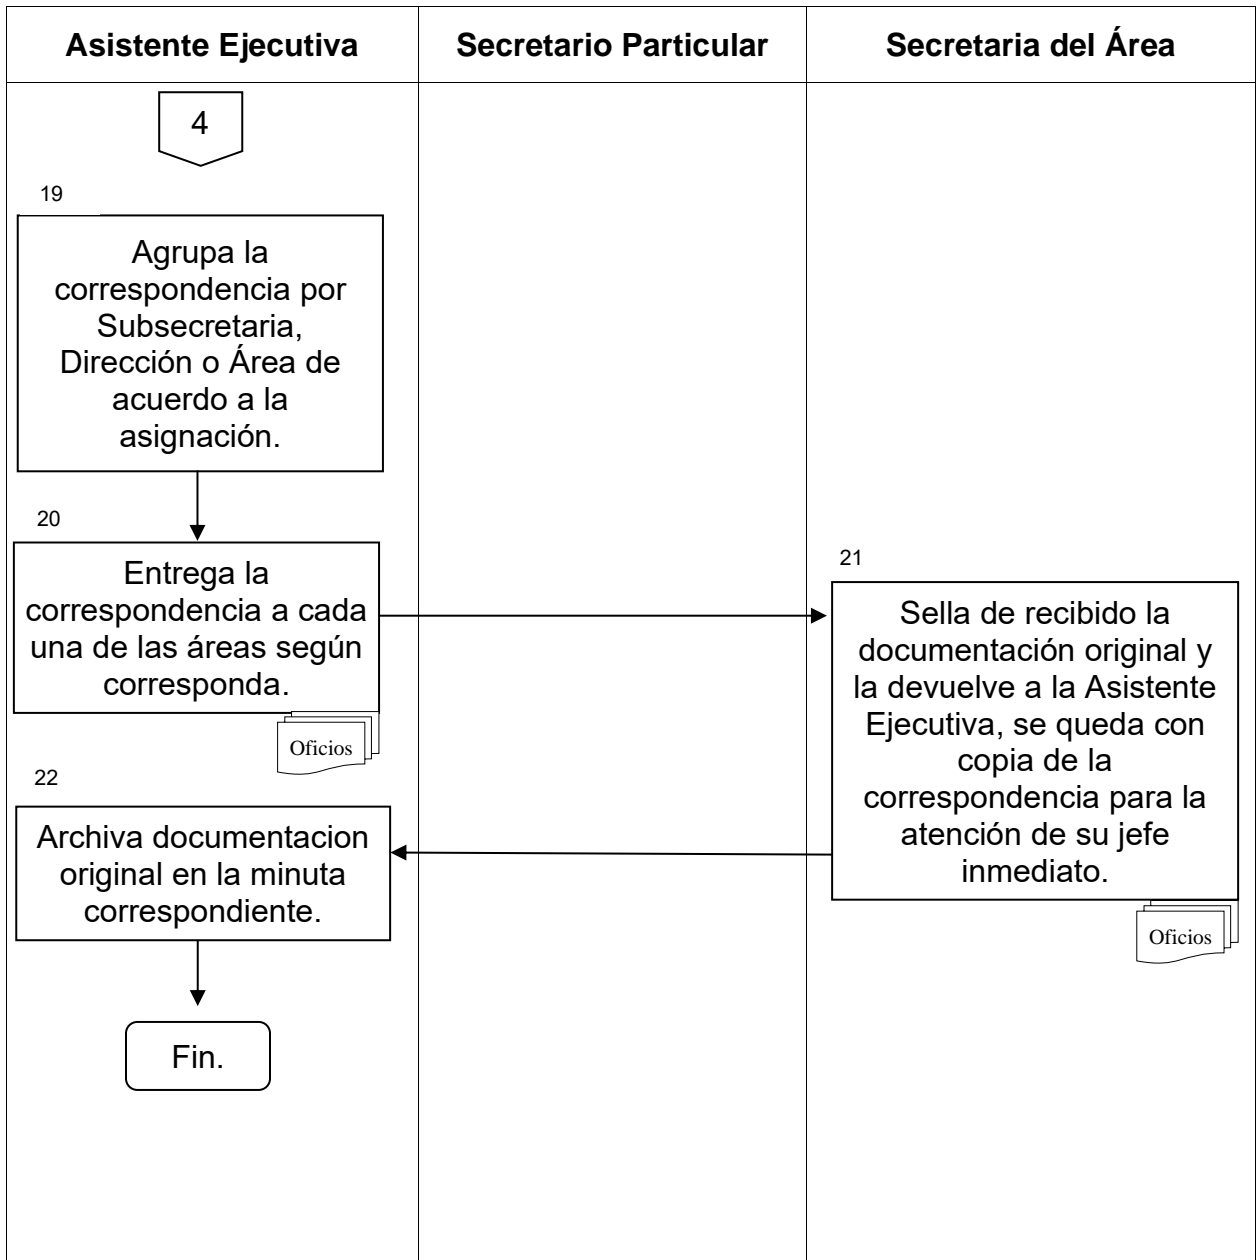 Asistente Ejecutiva
Secretario Particular
Secretaria del Área
4
19
Agrupa la
correspondencia por
Subsecretaria,
Dirección o Área de
acuerdo a la
asignación.
20
Entrega la
correspondencia a cada
una de las áreas según
corresponda.
Oficios
21
Sella de recibido la
documentación original y
la devuelve a la Asistente
Ejecutiva, se queda con
copia de la
correspondencia para la
atención de su jefe
inmediato.
Oficios
22
Archiva documentacion
original en la minuta
correspondiente.
Fin.